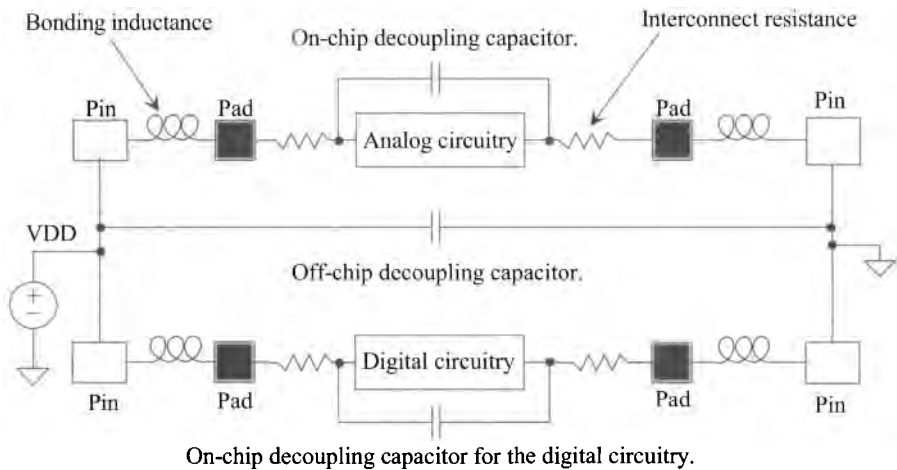 Bonding inductance
Interconnect resistance
On-chip decoupling capacitor.
Pin
Pad
Analog circuitry
Pad
Pin
VDD
+
−
Off-chip decoupling capacitor.
Digital circuitry
Pin
Pad
Pad
Pin
On-chip decoupling capacitor for the digital circuitry.